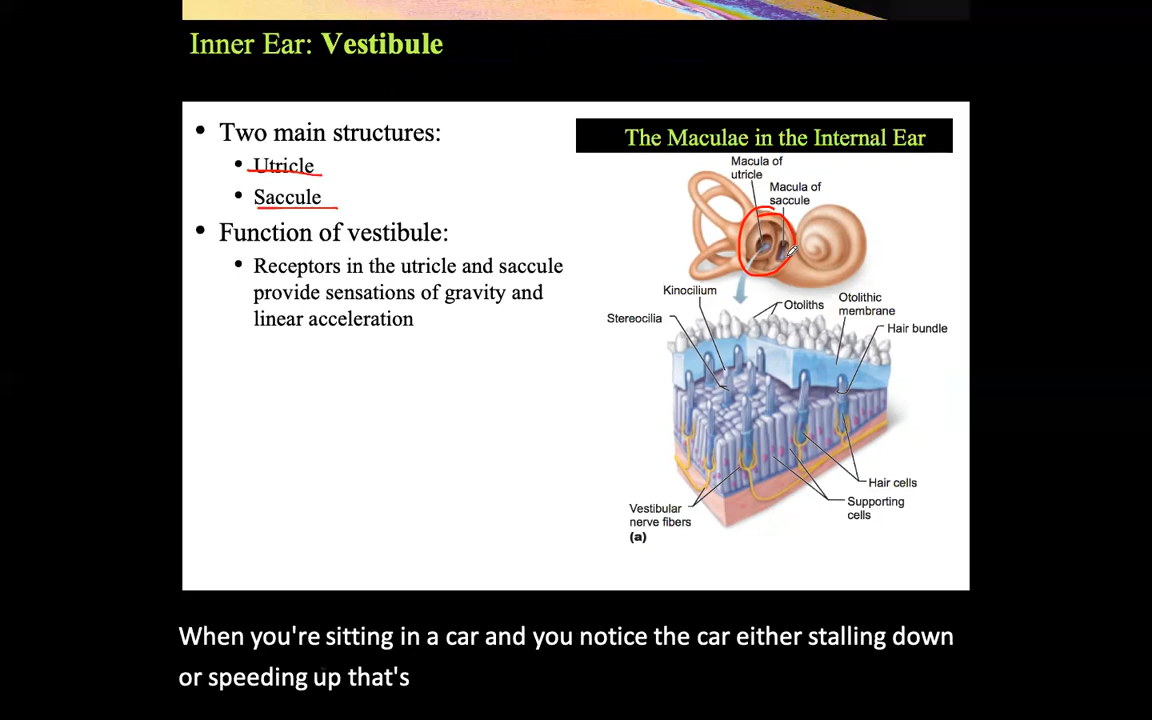 Inner Ear: Vestibule
• Two main structures:
• Utricle
• Saccule
• Function of vestibule:
• Receptors in the utricle and saccule
provide sensations of gravity and
linear acceleration
The Maculae in the Internal Ear
Macula of
utricle
Macula of
saccule
Kinocilium
Otoliths
Otolithic
membrane
Stereocilia
Hair bundle
Hair cells
Supporting
cells
Vestibular
nerve fibers
(a)
When you're sitting in a car and you notice the car either stalling down
or speeding up that's